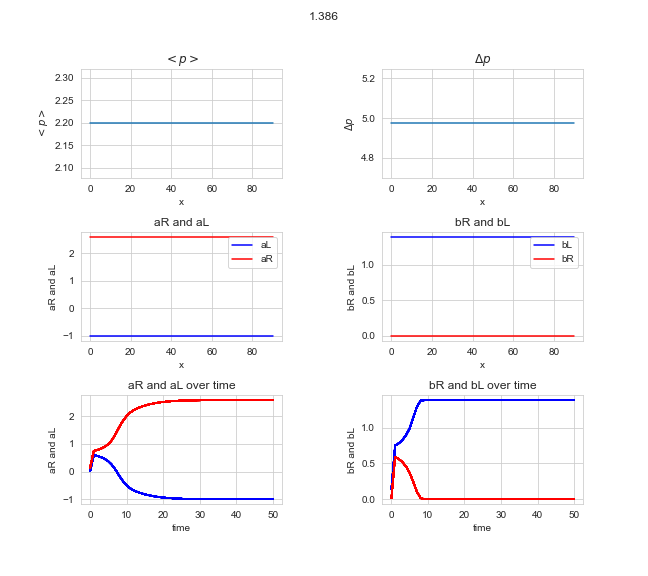 1.386
< p >
Δp
2.30
2.25
2.20
2.15
2.10
< p >
0 20 40 60 80
x
5.2
5.0
4.8
Δp
0 20 40 60 80
x
aR and aL
bR and bL
2
1
0
−1
aR and aL
aL
aR
0 20 40 60 80
x
1.0
0.5
0.0
bR and bL
bL
bR
0 20 40 60 80
x
aR and aL over time
bR and bL over time
2
1
0
−1
aR and aL
0 10 20 30 40 50
time
1.0
0.5
0.0
bR and bL
0 10 20 30 40 50
time